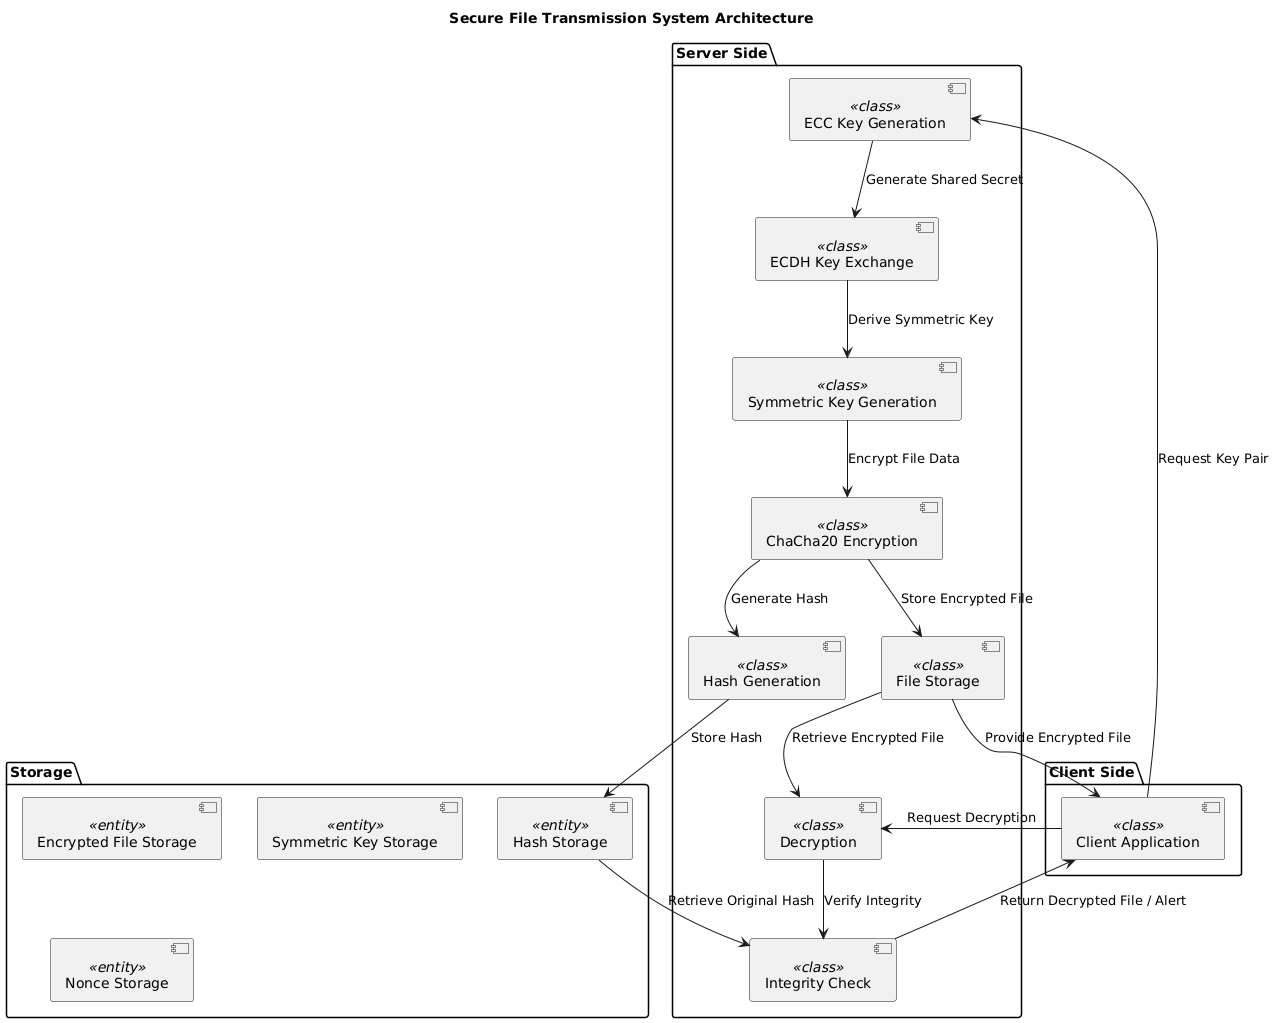 Secure File Transmission System Architecture
Server Side
«class»
ECC Key Generation
Generate Shared Secret
«class»
ECDH Key Exchange
Derive Symmetric Key
«class»
Symmetric Key Generation
Encrypt File Data
Request Key Pair
«class»
ChaCha20 Encryption
Generate Hash
Store Encrypted File
«class»
Hash Generation
«class»
File Storage
Store Hash
Retrieve Encrypted File
Provide Encrypted File
Storage
«entity»
Encrypted File Storage
«entity»
Symmetric Key Storage
«entity»
Hash Storage
«class»
Decryption
Request Decryption
Client Side
«class»
Client Application
Retrieve Original Hash
Verify Integrity
Return Decrypted File / Alert
«entity»
Nonce Storage
«class»
Integrity Check